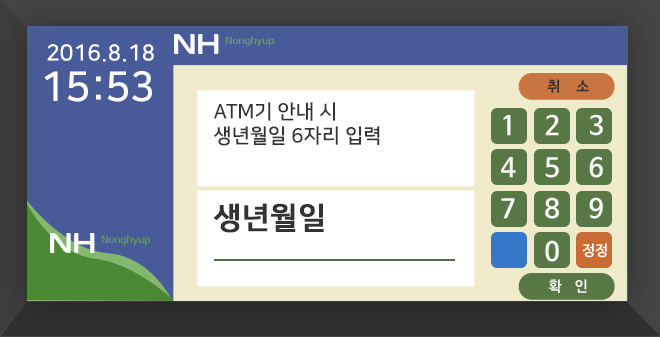 2016.8.18
15:53
NH Nonghyup
ATM기 안내 시
생년월일 6자리 입력
생년월일
취 소
1 2 3
4 5 6
7 8 9
0 정정
확 인
NH Nonghyup